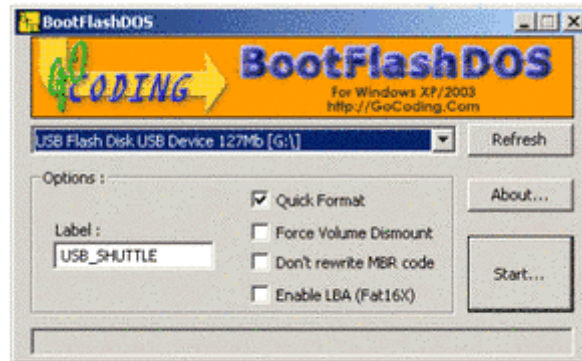 BootFlashDOS
GO CODING
BootFlashDOS
For Windows XP/2003
http://GoCoding.Com
USB Flash Disk USB Device 127Mb [G:\]
Refresh
Options :
About...
Quick Format
Label :
Force Volume Dismount
USB_SHUTTLE
Don't rewrite MBR code
Start...
Enable LBA (Fat16X)